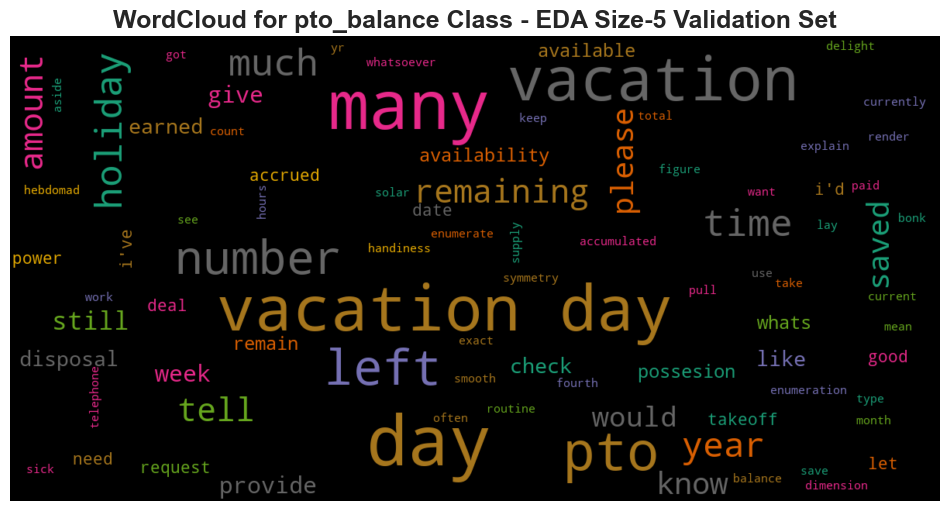 WordCloud for pto_balance Class - EDA Size-5 Validation Set
got
yr
whatsoever
available
delight
much
vacation
amount
aside
holiday
give
many
currently
earned
count
keep
please
total
render
explain
availability
accrued
figure
hebdomad
hours
solar
remaining
want
i'd
paid
date
saved
bonk
see
time
lay
i've
number
enumerate
supply
accumulated
handiness
power
symmetry
use
take
work
deal
vacation day
pull
current
still
whats
mean
remain
exact
disposal
left
check
possesion
like
good
week
smooth
fourth
telephone
enumeration
type
tell
routine
often
would
takeoff
month
day
pto
year
need
request
let
sick
provide
know
balance
save
dimension